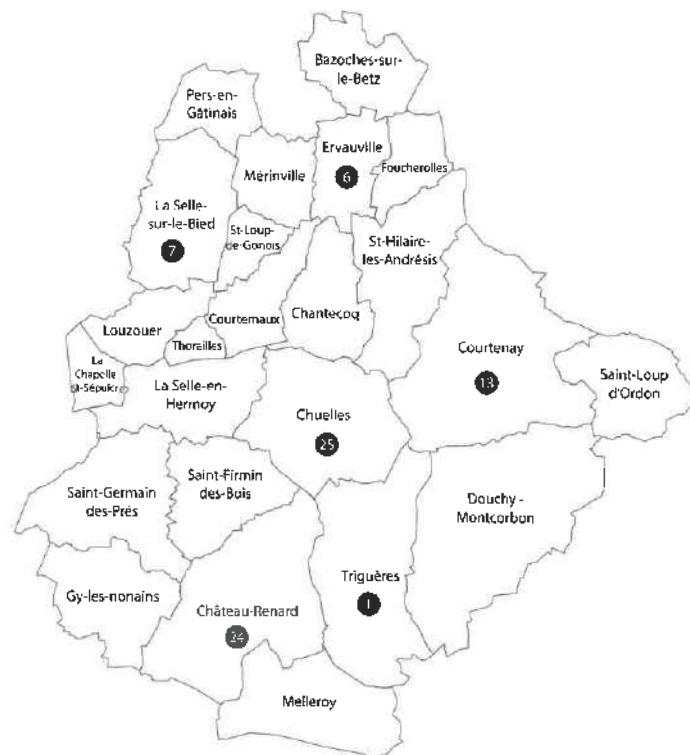 Bazoches-sur-
le-Betz
Pers-en-
Gâtinais
Ervauville
6
Foucherolles
Mérinville
La Selle-
sur-le-Bied
7
St-Loup-
de-Gonois
St-Hilaire-
les-Andrésis
Courtemaux
Chantecoq
Louzouer
Thorailles
Courtenay
13
La
Chapelle
St-Sépulcre
Saint-Loup
d'Ordon
La Selle-en-
Hermoy
Chuelles
25
Saint-Germain
des-Prés
Saint-Firmin
des-Bois
Douchy -
Montcorbon
Gy-les-nonains
Triguères
1
Château-Renard
24
Melleroy